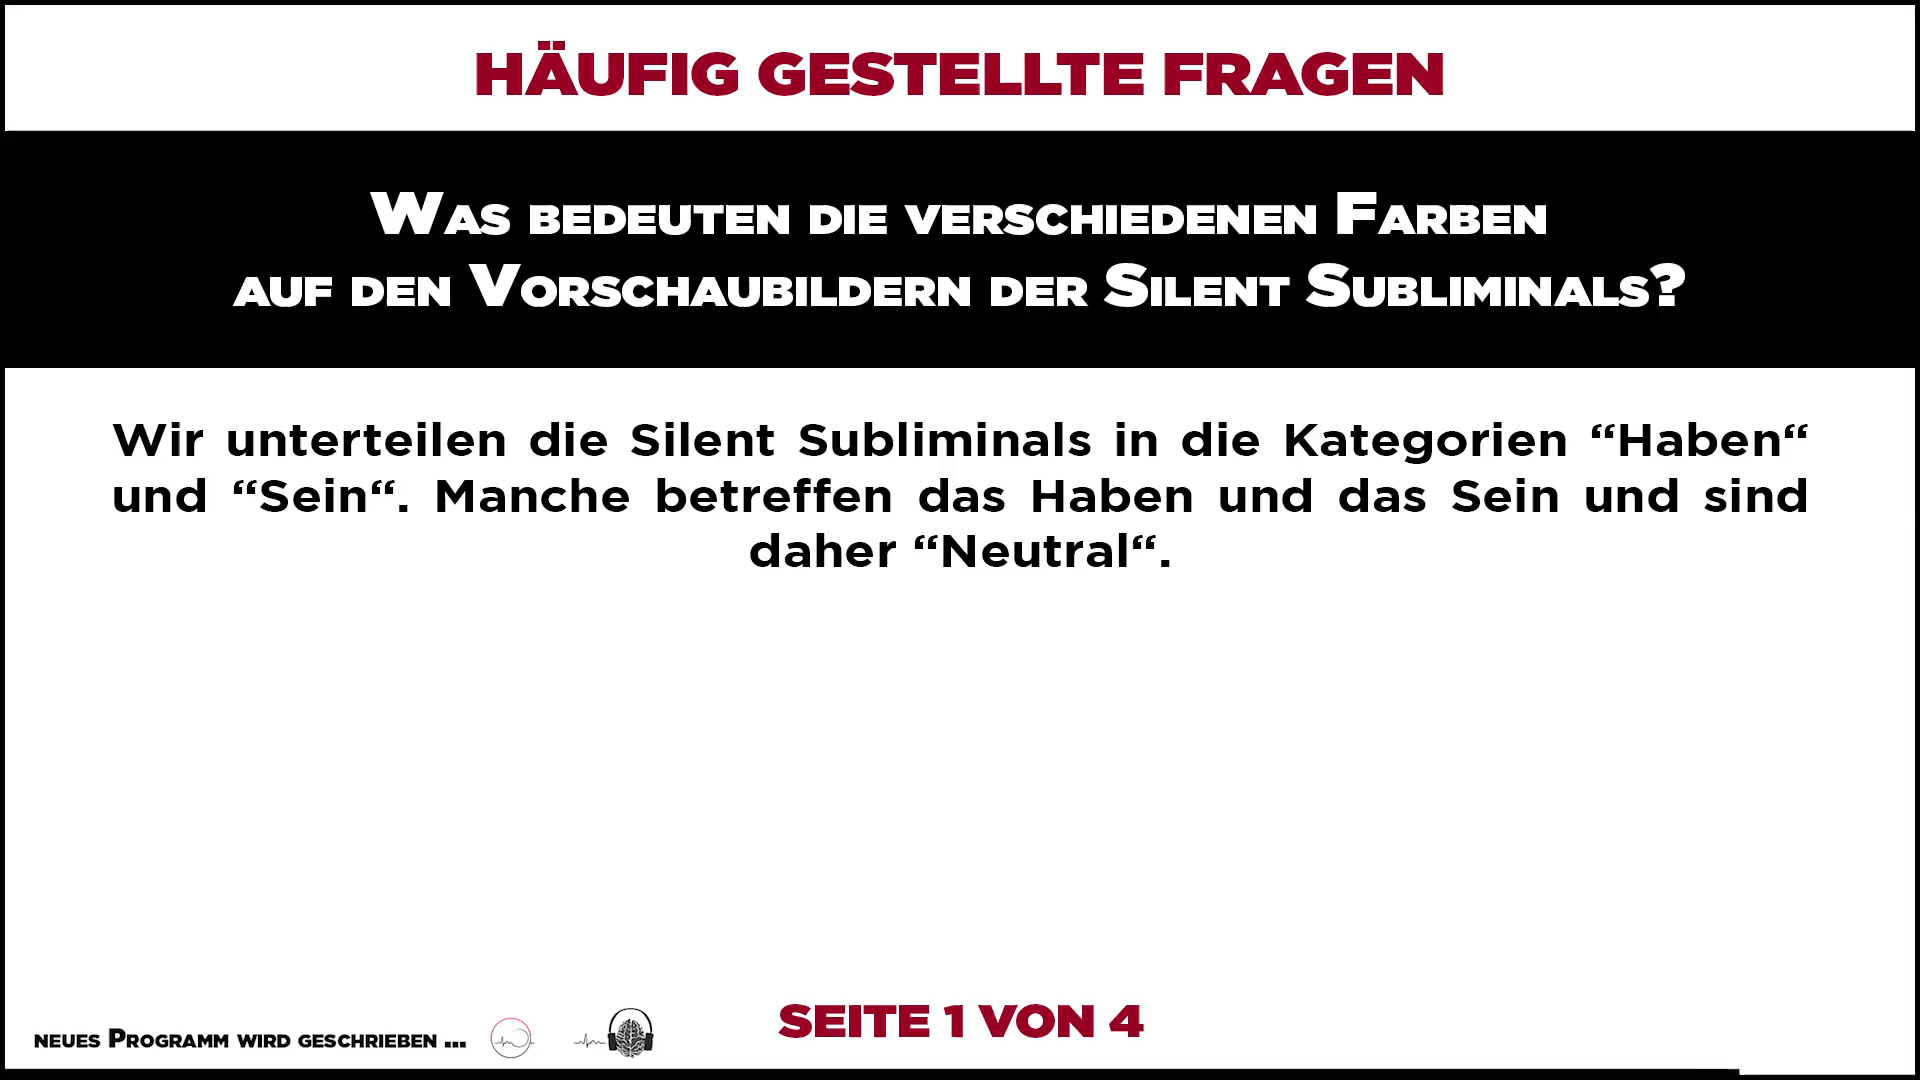 HÄUFIG GESTELLTE FRAGEN
Was bedeuten die verschiedenen Farben
auf den Vorschaubildern der Silent Subliminals?
Wir unterteilen die Silent Subliminals in die Kategorien “Haben“
und “Sein“. Manche betreffen das Haben und das Sein und sind
daher “Neutral“.
neues Programm wird geschrieben ...
SEITE 1 VON 4